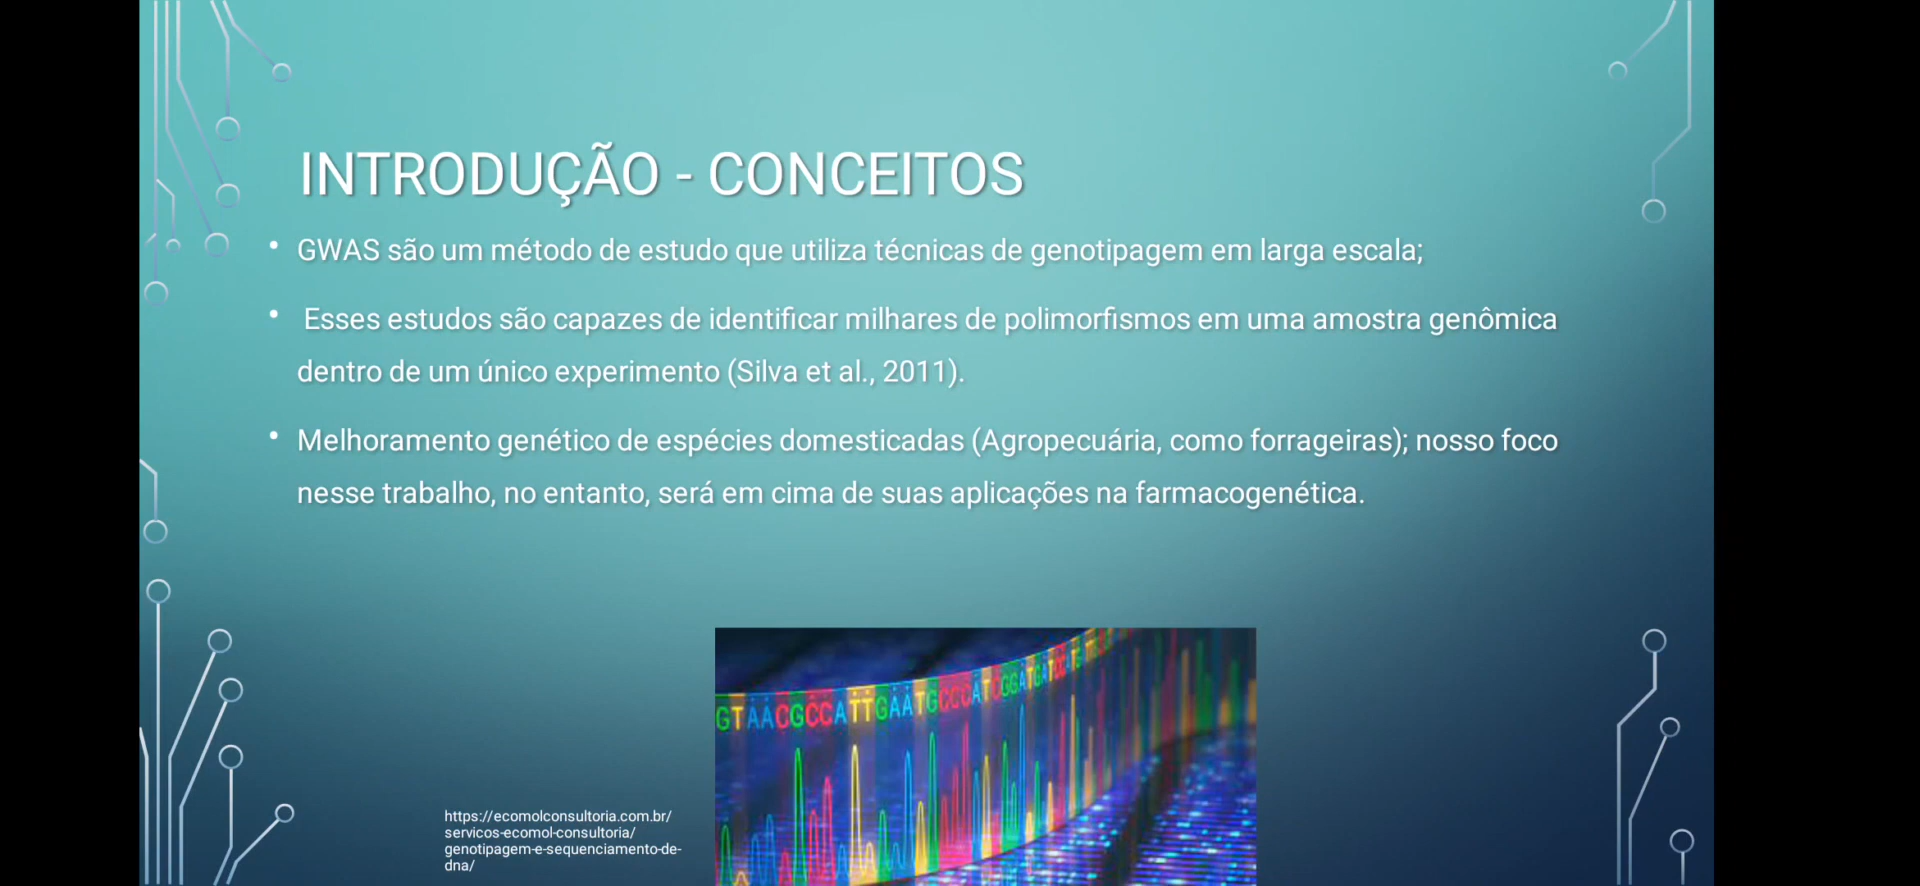 INTRODUÇÃO - CONCEITOS
• GWAS são um método de estudo que utiliza técnicas de genotipagem em larga escala;
• Esses estudos são capazes de identificar milhares de polimorfismos em uma amostra genômica
dentro de um único experimento (Silva et al., 2011).
• Melhoramento genético de espécies domesticadas (Agropecuária, como forrageiras); nosso foco
nesse trabalho, no entanto, será em cima de suas aplicações na farmacogenética.
GTAACGCCATTGAATGCCCATCGGATGAT
https://ecomolconsultoria.com.br/
servicos-ecomol-consultoria/
genotipagem-e-sequenciamento-de-
dna/